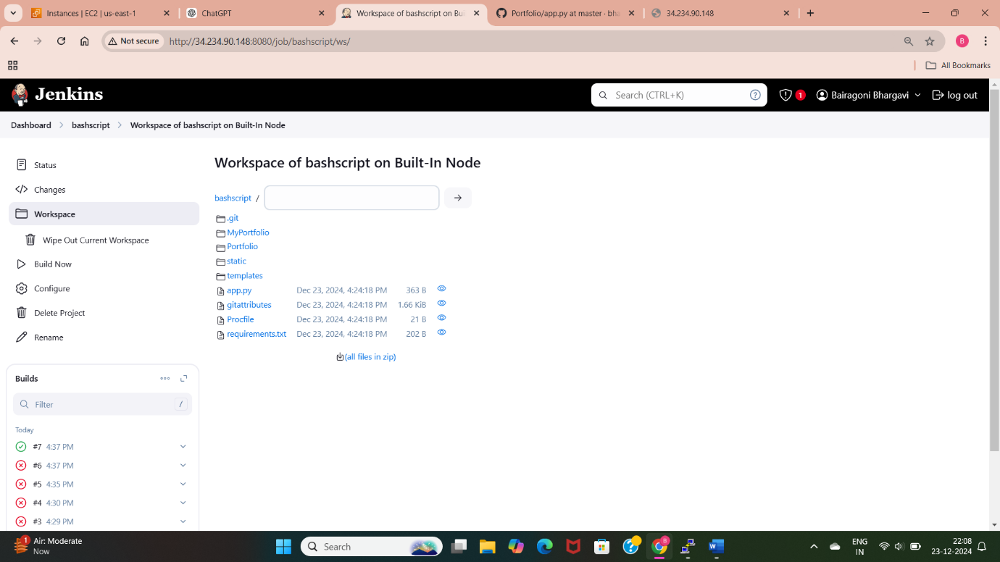 Instances | EC2 | us-east-1
ChatGPT
Workspace of bashscript on Bui
Portfolio/app.py at master · bha
34.234.90.148
Not secure
http://34.234.90.148:8080/job/bashscript/ws/
B
All Bookmarks
Jenkins
Search (CTRL+K)
?
1
Bairagoni Bhargavi
log out
Dashboard
bashscript
Workspace of bashscript on Built-In Node
Status
Changes
Workspace
Wipe Out Current Workspace
Build Now
Configure
Delete Project
Rename
Workspace of bashscript on Built-In Node
bashscript /
.git
MyPortfolio
Portfolio
static
templates
app.py Dec 23, 2024, 4:24:18 PM 363 B
gitattributes Dec 23, 2024, 4:24:18 PM 1.66 KiB
Procfile Dec 23, 2024, 4:24:18 PM 21 B
requirements.txt Dec 23, 2024, 4:24:18 PM 202 B
(all files in zip)
Builds
Filter
/
Today
#7 4:37 PM
#6 4:37 PM
#5 4:35 PM
#4 4:30 PM
#3 4:29 PM
1
Air: Moderate
Now
Search
B
ENG
IN
22:08
23-12-2024